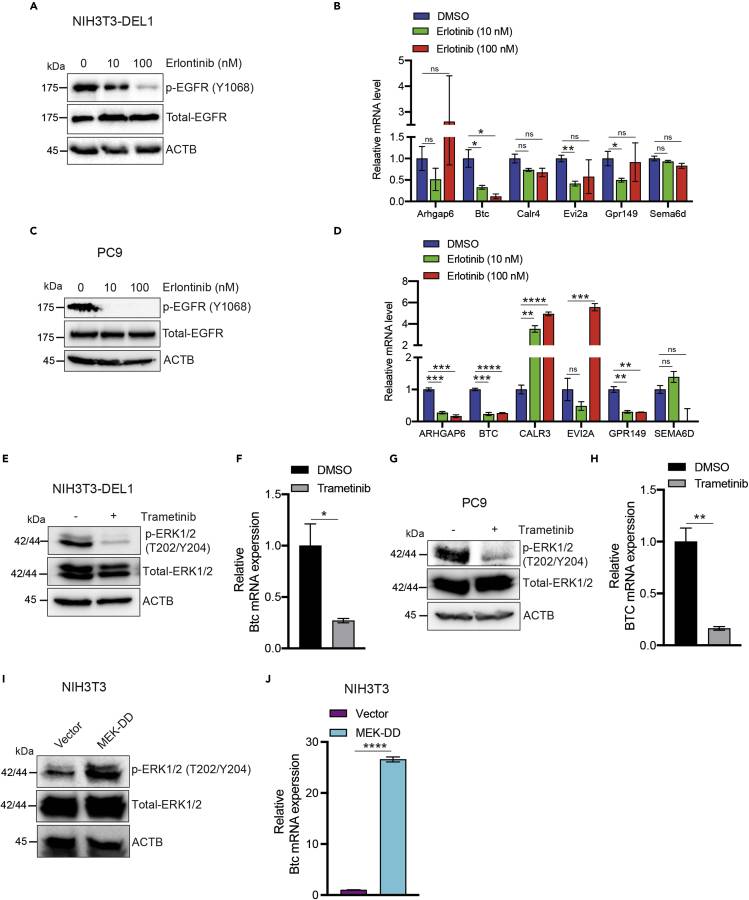 A
NIH3T3-DEL1
kDa 0 10 100 Erlontinib (nM)
175 p-EGFR (Y1068)
175 Total-EGFR
45 ACTB
B
DMSO
Erlotinib (10 nM)
Erlotinib (100 nM)
Relaative mRNA level
5
4
3
2
1.5
1.0
0.5
0.0
ns ns * * ns ns ** ns * ns ns ns
Arhgap6 Btc Calr4 Evi2a Gpr149 Sema6d
C
PC9
kDa 0 10 100 Erlontinib (nM)
175 p-EGFR (Y1068)
175 Total-EGFR
45 ACTB
D
DMSO
Erlotinib (10 nM)
Erlotinib (100 nM)
Relaative mRNA level
8
6
4
2
1
0
*** *** *** **** ** **** ns *** ** ** ns ns
ARHGAP6 BTC CALR3 EVI2A GPR149 SEMA6D
E
NIH3T3-DEL1
kDa - + Trametinib
42/44 p-ERK1/2
(T202/Y204)
42/44 Total-ERK1/2
45 ACTB
F
DMSO
Trametinib
Relative
Btc mRNA experssion
1.5
1.0
0.5
0.0
*
G
PC9
kDa - + Trametinib
42/44 p-ERK1/2
(T202/Y204)
42/44 Total-ERK1/2
45 ACTB
H
DMSO
Trametinib
Relative
BTC mRNA experssion
1.5
1.0
0.5
0.0
**
I
NIH3T3
kDa Vector MEK-DD
42/44 p-ERK1/2 (T202/Y204)
42/44 Total-ERK1/2
45 ACTB
J
NIH3T3
Vector
MEK-DD
Relative
Btc mRNA experssion
30
20
10
0
****